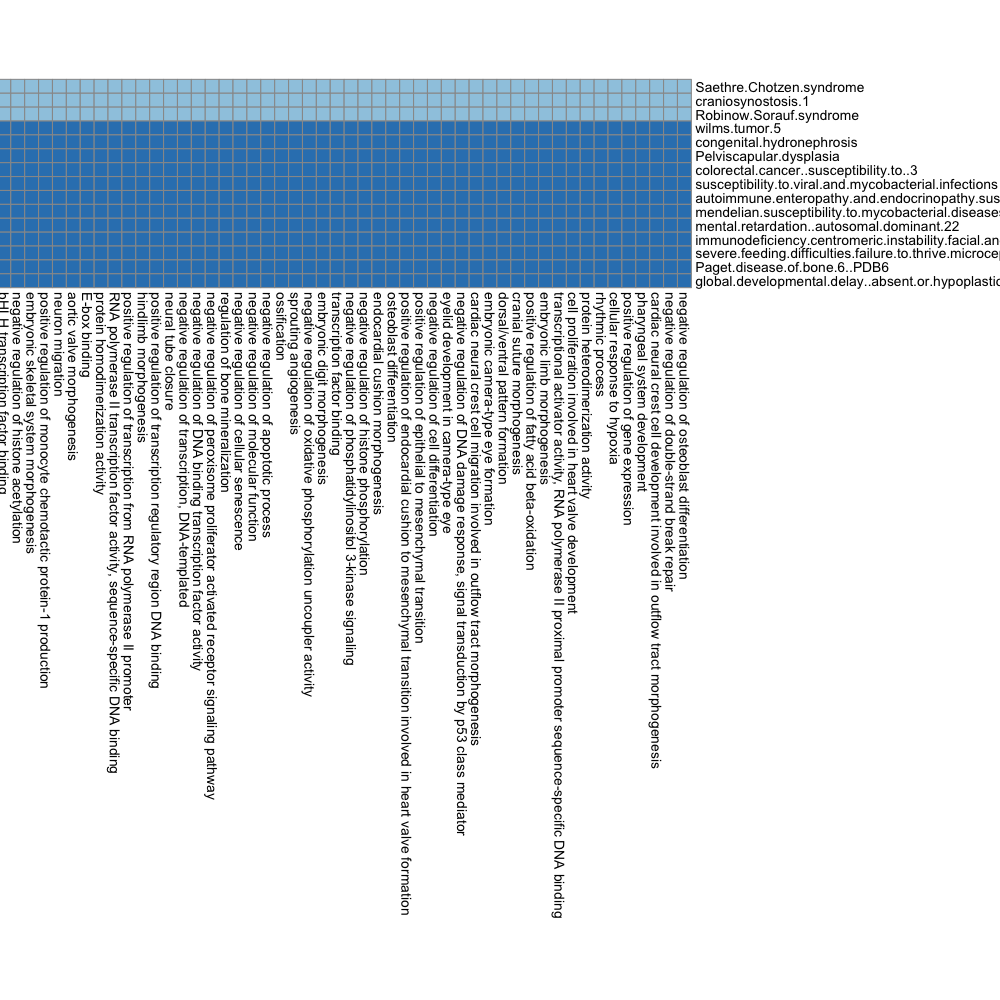 Saethre.Chotzen.syndrome
craniosynostosis.1
Robinow.Sorauf.syndrome
wilms.tumor.5
congenital.hydronephrosis
Pelviscapular.dysplasia
colorectal.cancer..susceptibility.to..3
susceptibility.to.viral.and.mycobacterial.infections
autoimmune.enteropathy.and.endocrinopathy.sus
mendelian.susceptibility.to.mycobacterial.disease
mental.retardation..autosomal.dominant.22
immunodeficiency.centromeric.instability.facial.an
severe.feeding.difficulties.failure.to.thrive.microce
Paget.disease.of.bone.6..PDB6
global.developmental.delay..absent.or.hypoplastic
bHLH transcription factor binding
negative regulation of histone acetylation
embryonic skeletal system morphogenesis
positive regulation of monocyte chemotactic protein-1 production
neuron migration
aortic valve morphogenesis
E-box binding
protein homodimerization activity
RNA polymerase II transcription factor activity, sequence-specific DNA binding
positive regulation of transcription from RNA polymerase II promoter
hindlimb morphogenesis
positive regulation of transcription regulatory region DNA binding
neural tube closure
negative regulation of transcription, DNA-templated
negative regulation of DNA binding transcription factor activity
negative regulation of peroxisome proliferator activated receptor signaling pathway
regulation of bone mineralization
negative regulation of cellular senescence
negative regulation of molecular function
negative regulation of apoptotic process
ossification
sprouting angiogenesis
negative regulation of oxidative phosphorylation uncoupler activity
embryonic digit morphogenesis
transcription factor binding
negative regulation of phosphatidylinositol 3-kinase signaling
negative regulation of histone phosphorylation
endocardial cushion morphogenesis
osteoblast differentiation
positive regulation of endocardial cushion to mesenchymal transition involved in heart valve formation
positive regulation of epithelial to mesenchymal transition
negative regulation of cell differentiation
eyelid development in camera-type eye
negative regulation of DNA damage response, signal transduction by p53 class mediator
cardiac neural crest cell migration involved in outflow tract morphogenesis
embryonic camera-type eye formation
dorsal/ventral pattern formation
cranial suture morphogenesis
positive regulation of fatty acid beta-oxidation
embryonic limb morphogenesis
transcriptional activator activity, RNA polymerase II proximal promoter sequence-specific DNA binding
cell proliferation involved in heart valve development
protein heterodimerization activity
rhythmic process
cellular response to hypoxia
positive regulation of gene expression
pharyngeal system development
cardiac neural crest cell development involved in outflow tract morphogenesis
negative regulation of double-strand break repair
negative regulation of osteoblast differentiation